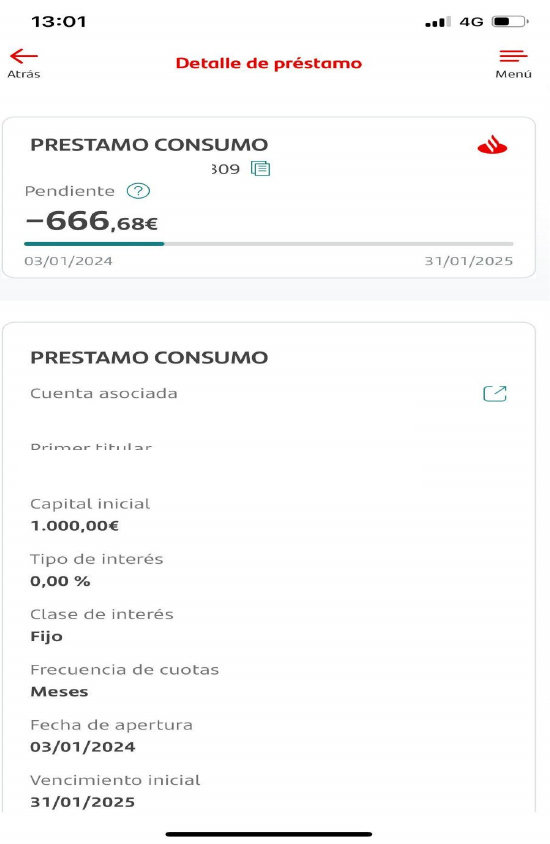 13:01 4G
Atrás Detalle de préstamo Menú
PRESTAMO CONSUMO
309
Pendiente ?
−666,68€
03/01/2024 31/01/2025
PRESTAMO CONSUMO
Cuenta asociada
Primer titular
Capital inicial
1.000,00€
Tipo de interés
0,00 %
Clase de interés
Fijo
Frecuencia de cuotas
Meses
Fecha de apertura
03/01/2024
Vencimiento inicial
31/01/2025